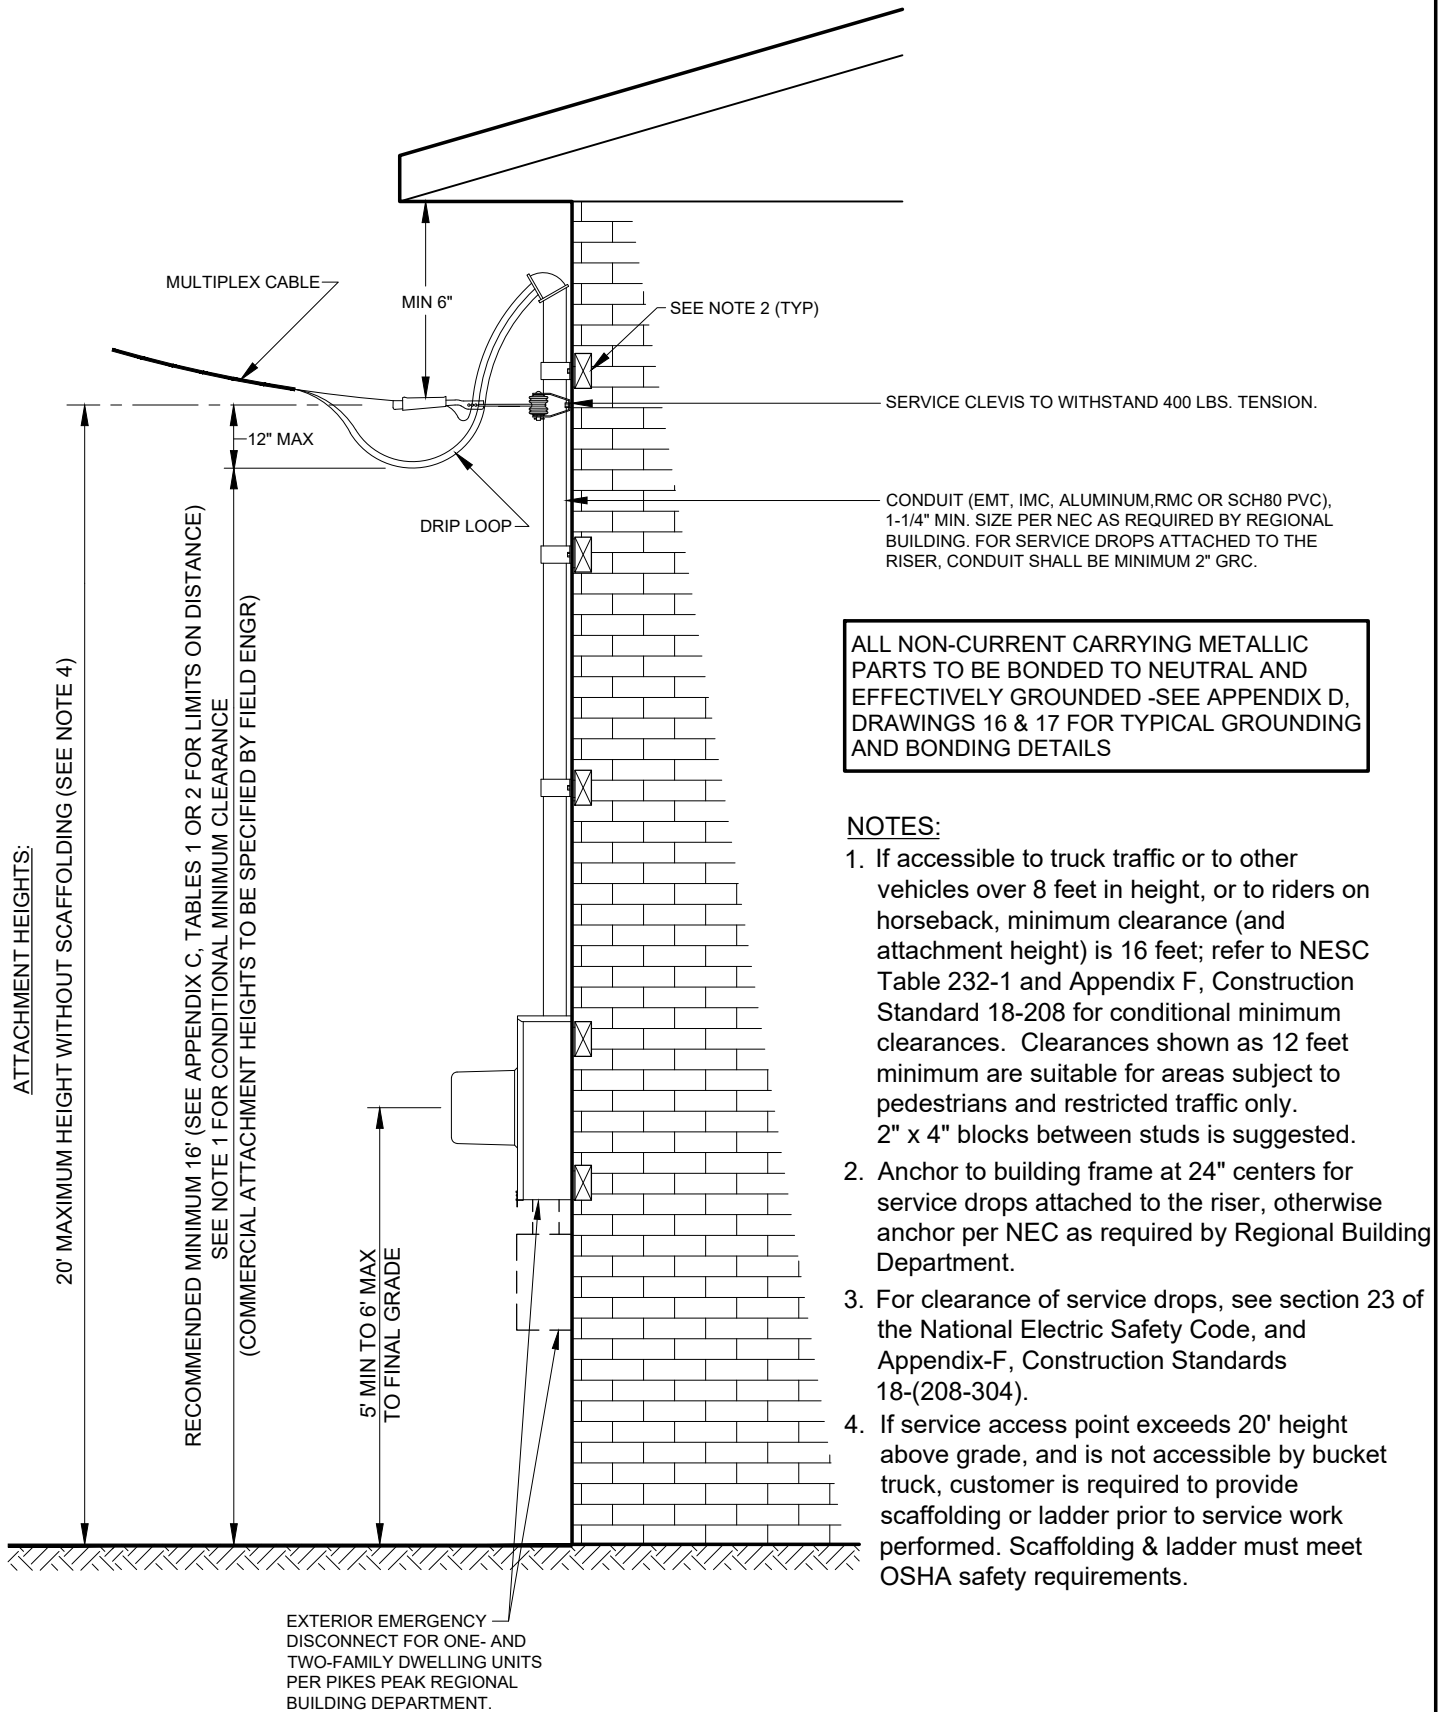 MULTIPLEX CABLE
MIN 6"
SEE NOTE 2 (TYP)
SERVICE CLEVIS TO WITHSTAND 400 LBS. TENSION.
12" MAX
DRIP LOOP
CONDUIT (EMT, IMC, ALUMINUM,RMC OR SCH80 PVC),
1-1/4" MIN. SIZE PER NEC AS REQUIRED BY REGIONAL
BUILDING. FOR SERVICE DROPS ATTACHED TO THE
RISER, CONDUIT SHALL BE MINIMUM 2" GRC.
ALL NON-CURRENT CARRYING METALLIC
PARTS TO BE BONDED TO NEUTRAL AND
EFFECTIVELY GROUNDED -SEE APPENDIX D,
DRAWINGS 16 & 17 FOR TYPICAL GROUNDING
AND BONDING DETAILS
ATTACHMENT HEIGHTS:
20' MAXIMUM HEIGHT WITHOUT SCAFFOLDING (SEE NOTE 4)
RECOMMENDED MINIMUM 16' (SEE APPENDIX C, TABLES 1 OR 2 FOR LIMITS ON DISTANCE)
SEE NOTE 1 FOR CONDITIONAL MINIMUM CLEARANCE
(COMMERCIAL ATTACHMENT HEIGHTS TO BE SPECIFIED BY FIELD ENGR)
5' MIN TO 6' MAX
TO FINAL GRADE
NOTES:
1. If accessible to truck traffic or to other
vehicles over 8 feet in height, or to riders on
horseback, minimum clearance (and
attachment height) is 16 feet; refer to NESC
Table 232-1 and Appendix F, Construction
Standard 18-208 for conditional minimum
clearances. Clearances shown as 12 feet
minimum are suitable for areas subject to
pedestrians and restricted traffic only.
2" x 4" blocks between studs is suggested.
2. Anchor to building frame at 24" centers for
service drops attached to the riser, otherwise
anchor per NEC as required by Regional Building
Department.
3. For clearance of service drops, see section 23 of
the National Electric Safety Code, and
Appendix-F, Construction Standards
18-(208-304).
4. If service access point exceeds 20' height
above grade, and is not accessible by bucket
truck, customer is required to provide
scaffolding or ladder prior to service work
performed. Scaffolding & ladder must meet
OSHA safety requirements.
EXTERIOR EMERGENCY
DISCONNECT FOR ONE- AND
TWO-FAMILY DWELLING UNITS
PER PIKES PEAK REGIONAL
BUILDING DEPARTMENT.